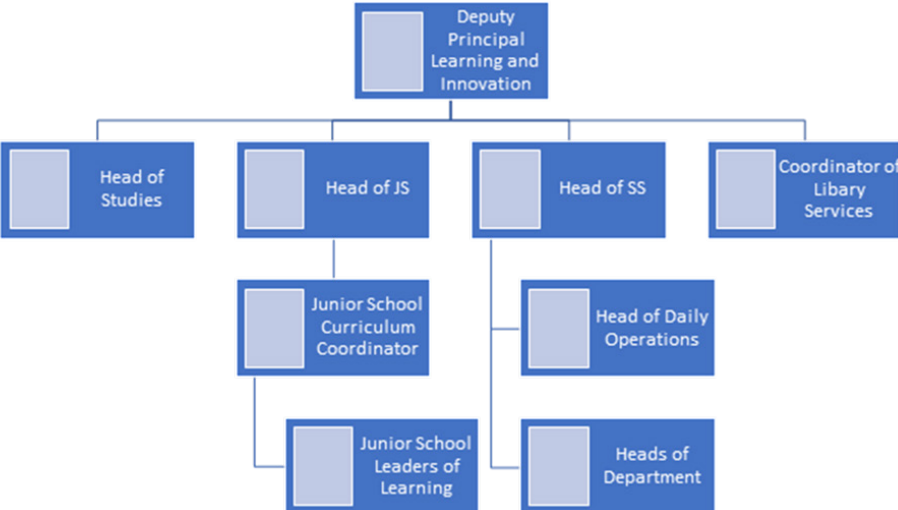 Deputy
Principal
Learning and
Innovation
Head of
Studies
Head of JS
Head of SS
Coordinator of
Libary
Services
Junior School
Curriculum
Coordinator
Head of Daily
Operations
Junior School
Leaders of
Learning
Heads of
Department